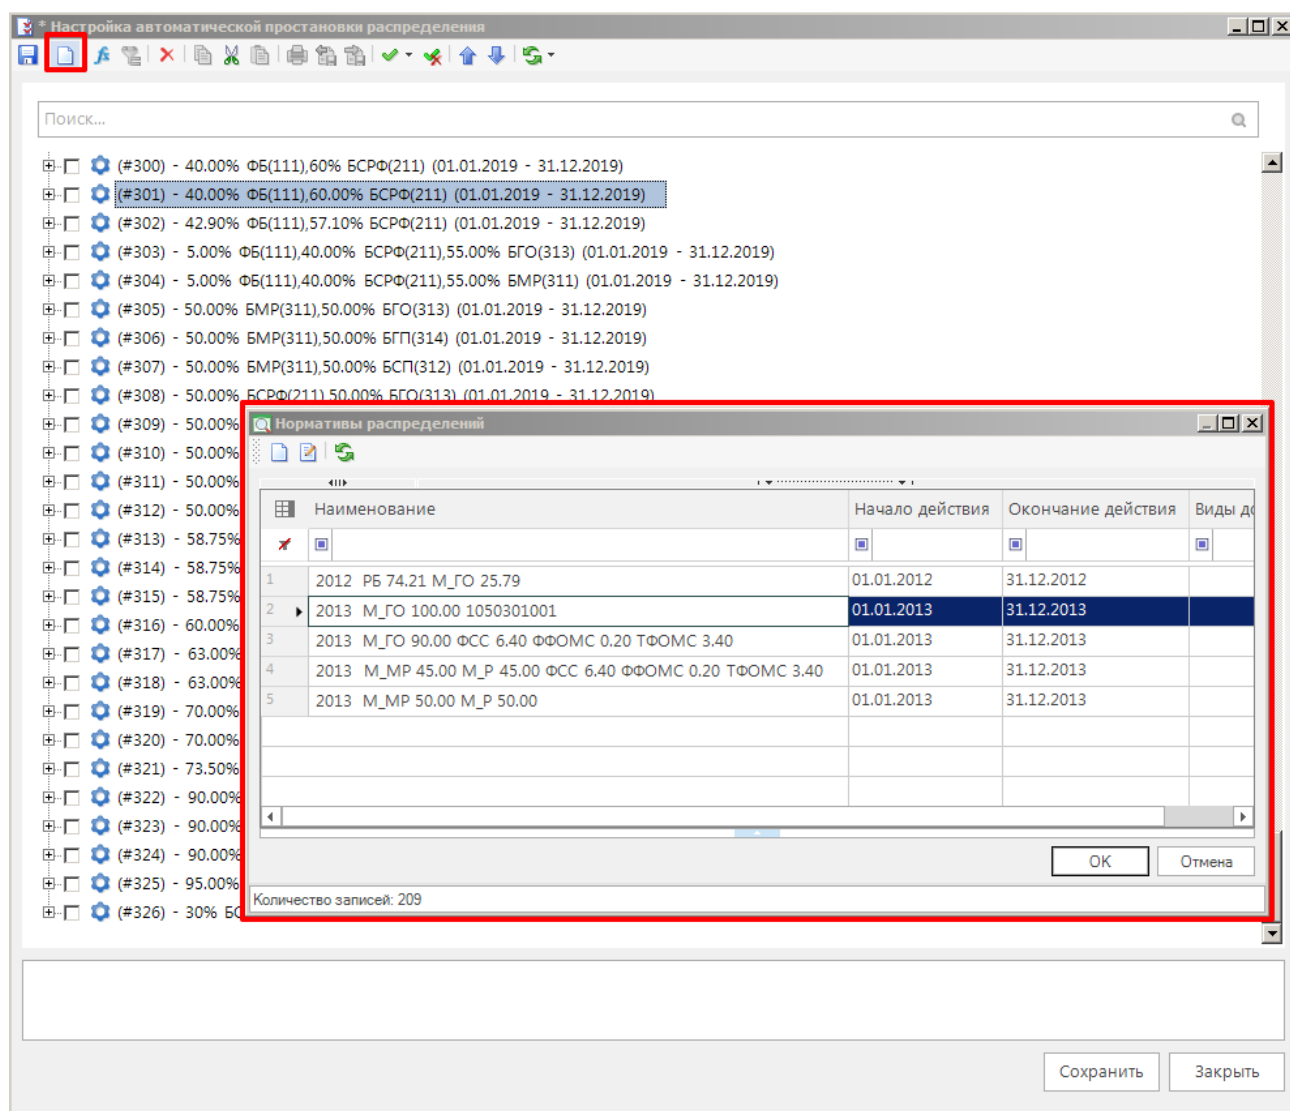 * Настройка автоматической простановки распределения
Поиск...
(#300) - 40.00% ФБ(111),60% БСРФ(211) (01.01.2019 - 31.12.2019)
(#301) - 40.00% ФБ(111),60.00% БСРФ(211) (01.01.2019 - 31.12.2019)
(#302) - 42.90% ФБ(111),57.10% БСРФ(211) (01.01.2019 - 31.12.2019)
(#303) - 5.00% ФБ(111),40.00% БСРФ(211),55.00% БГО(313) (01.01.2019 - 31.12.2019)
(#304) - 5.00% ФБ(111),40.00% БСРФ(211),55.00% БМР(311) (01.01.2019 - 31.12.2019)
(#305) - 50.00% БМР(311),50.00% БГО(313) (01.01.2019 - 31.12.2019)
(#306) - 50.00% БМР(311),50.00% БГП(314) (01.01.2019 - 31.12.2019)
(#307) - 50.00% БМР(311),50.00% БСП(312) (01.01.2019 - 31.12.2019)
(#308) - 50.00% БСРФ(211),50.00% БГО(313) (01.01.2019 - 31.12.2019)
(#309) - 50.00%
(#310) - 50.00%
(#311) - 50.00%
(#312) - 50.00%
(#313) - 58.75%
(#314) - 58.75%
(#315) - 58.75%
(#316) - 60.00%
(#317) - 63.00%
(#318) - 63.00%
(#319) - 70.00%
(#320) - 70.00%
(#321) - 73.50%
(#322) - 90.00%
(#323) - 90.00%
(#324) - 90.00%
(#325) - 95.00%
(#326) - 30% БС
Нормативы распределений
Наименование Начало действия Окончание действия Виды до
1 2012 РБ 74.21 М_ГО 25.79 01.01.2012 31.12.2012
2 2013 М_ГО 100.00 1050301001 01.01.2013 31.12.2013
3 2013 М_ГО 90.00 ФСС 6.40 ФФОМС 0.20 ТФОМС 3.40 01.01.2013 31.12.2013
4 2013 М_МР 45.00 М_Р 45.00 ФСС 6.40 ФФОМС 0.20 ТФОМС 3.40 01.01.2013 31.12.2013
5 2013 М_МР 50.00 М_Р 50.00 01.01.2013 31.12.2013
ОК Отмена
Количество записей: 209
Сохранить Закрыть